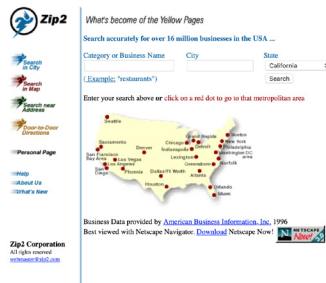 Zip2
What's become of the Yellow Pages
Search accurately for over 16 million businesses in the USA ...
Category or Business Name City State
California
( Example: "restaurants") Search
Enter your search above or click on a red dot to go to that metropolitan area
Search
in City
Search
in Map
Search near
Address
Door-to-Door
Directions
Personal Page
Help
About Us
What's New
Seattle
Sacramento
San Francisco
Bay Area
Las Vegas
Los Angeles
San
Diego
Phoenix
Denver
Dallas/Ft. Worth
Houston
Chicago
Grand Rapids
Detroit
Indianapolis
Lexington
Greensboro
Atlanta
Boston
New York
Philadelphia
Washington DC
area
Norfolk
Orlando
Miami
Business Data provided by American Business Information, Inc. 1996
Best viewed with Netscape Navigator. Download Netscape Now!
NETSCAPE
Now!
Zip2 Corporation
All rights reserved
webmaster@zip2.com